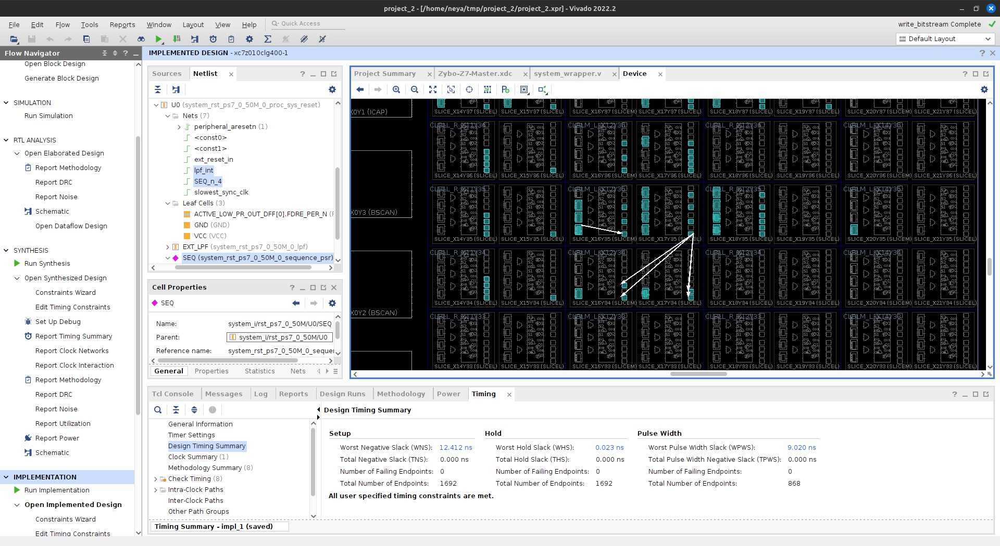 project_2 - [/home/neya/tmp/project_2/project_2.xpr] - Vivado 2022.2
File Edit Flow Tools Reports Window Layout View Help Quick Access
write_bitstream Complete
Default Layout
Flow Navigator
IMPLEMENTED DESIGN - xc7z010clg400-1
Open Block Design
Generate Block Design
SIMULATION
Run Simulation
RTL ANALYSIS
Open Elaborated Design
Report Methodology
Report DRC
Report Noise
Schematic
Open Dataflow Design
SYNTHESIS
Run Synthesis
Open Synthesized Design
Constraints Wizard
Edit Timing Constraints
Set Up Debug
Report Timing Summary
Report Clock Networks
Report Clock Interaction
Report Methodology
Report DRC
Report Noise
Report Utilization
Report Power
Schematic
IMPLEMENTATION
Run Implementation
Open Implemented Design
Constraints Wizard
Edit Timing Constraints
Sources Netlist
U0 (system_rst_ps7_0_50M_0_proc_sys_reset)
Nets (7)
peripheral_aresetn (1)
<const0>
<const1>
ext_reset_in
lpf_int
SEQ_n_4
slowest_sync_clk
Leaf Cells (3)
ACTIVE_LOW_PR_OUT_DFF[0].FDRE_PER_N (F
GND (GND)
VCC (VCC)
EXT_LPF (system_rst_ps7_0_50M_0_lpf)
SEQ (system_rst_ps7_0_50M_0_sequence_psr)
Cell Properties
SEQ
Name: system_i/rst_ps7_0_50M/U0/SEQ
Parent: system_i/rst_ps7_0_50M/U0
Reference name: system_rst_ps7_0_50M_0_sequer
General Properties Statistics Nets
Project Summary Zybo-Z7-Master.xdc system_wrapper.v Device
X0Y1 (ICAP)
SLICE_X14Y37 (SLICEL) SLICE_X15Y37 (SLICEL) SLICE_X16Y37 (SLICEM) SLICE_X17Y37 (SLICEL) SLICE_X18Y37 (SLICEL) SLICE_X19Y37 (SLICEL) SLICE_X20Y37 (SLICEM) SLICE_X21Y37 (SLICEL)
CLBLL_R_X11Y36 CLBLM_L_X12Y36 CLBLL_R_X13Y36 CLBLM_L_X14Y36
SLICE_X14Y36 (SLICEL) SLICE_X15Y36 (SLICEL) SLICE_X16Y36 (SLICEM) SLICE_X17Y36 (SLICEL) SLICE_X18Y36 (SLICEL) SLICE_X19Y36 (SLICEL) SLICE_X20Y36 (SLICEM) SLICE_X21Y36 (SLICEL)
CLBLL_R_X11Y35 CLBLM_L_X12Y35 CLBLL_R_X13Y35 CLBLM_L_X14Y35
X0Y3 (BSCAN)
SLICE_X14Y35 (SLICEL) SLICE_X15Y35 (SLICEL) SLICE_X16Y35 (SLICEM) SLICE_X17Y35 (SLICEL) SLICE_X18Y35 (SLICEL) SLICE_X19Y35 (SLICEL) SLICE_X20Y35 (SLICEM) SLICE_X21Y35 (SLICEL)
CLBLL_R_X11Y34 CLBLM_L_X12Y34 CLBLL_R_X13Y34 CLBLM_L_X14Y34
SLICE_X14Y34 (SLICEL) SLICE_X15Y34 (SLICEL) SLICE_X16Y34 (SLICEM) SLICE_X17Y34 (SLICEL) SLICE_X18Y34 (SLICEL) SLICE_X19Y34 (SLICEL) SLICE_X20Y34 (SLICEM) SLICE_X21Y34 (SLICEL)
X0Y2 (BSCAN)
CLBLL_R_X11Y33 CLBLM_L_X12Y33 CLBLL_R_X13Y33 CLBLM_L_X14Y33
SLICE_X14Y33 (SLICEL) SLICE_X15Y33 (SLICEL) SLICE_X16Y33 (SLICEM) SLICE_X17Y33 (SLICEL) SLICE_X18Y33 (SLICEL) SLICE_X19Y33 (SLICEL) SLICE_X20Y33 (SLICEM) SLICE_X21Y33 (SLICEL)
Tcl Console Messages Log Reports Design Runs Methodology Power Timing
General Information
Timer Settings
Design Timing Summary
Clock Summary (1)
Methodology Summary (8)
Check Timing (8)
Intra-Clock Paths
Inter-Clock Paths
Other Path Groups
Design Timing Summary
Setup Hold Pulse Width
Worst Negative Slack (WNS): 12.412 ns Worst Hold Slack (WHS): 0.023 ns Worst Pulse Width Slack (WPWS): 9.020 ns
Total Negative Slack (TNS): 0.000 ns Total Hold Slack (THS): 0.000 ns Total Pulse Width Negative Slack (TPWS): 0.000 ns
Number of Failing Endpoints: 0 Number of Failing Endpoints: 0 Number of Failing Endpoints: 0
Total Number of Endpoints: 1692 Total Number of Endpoints: 1692 Total Number of Endpoints: 868
All user specified timing constraints are met.
Timing Summary - impl_1 (saved)